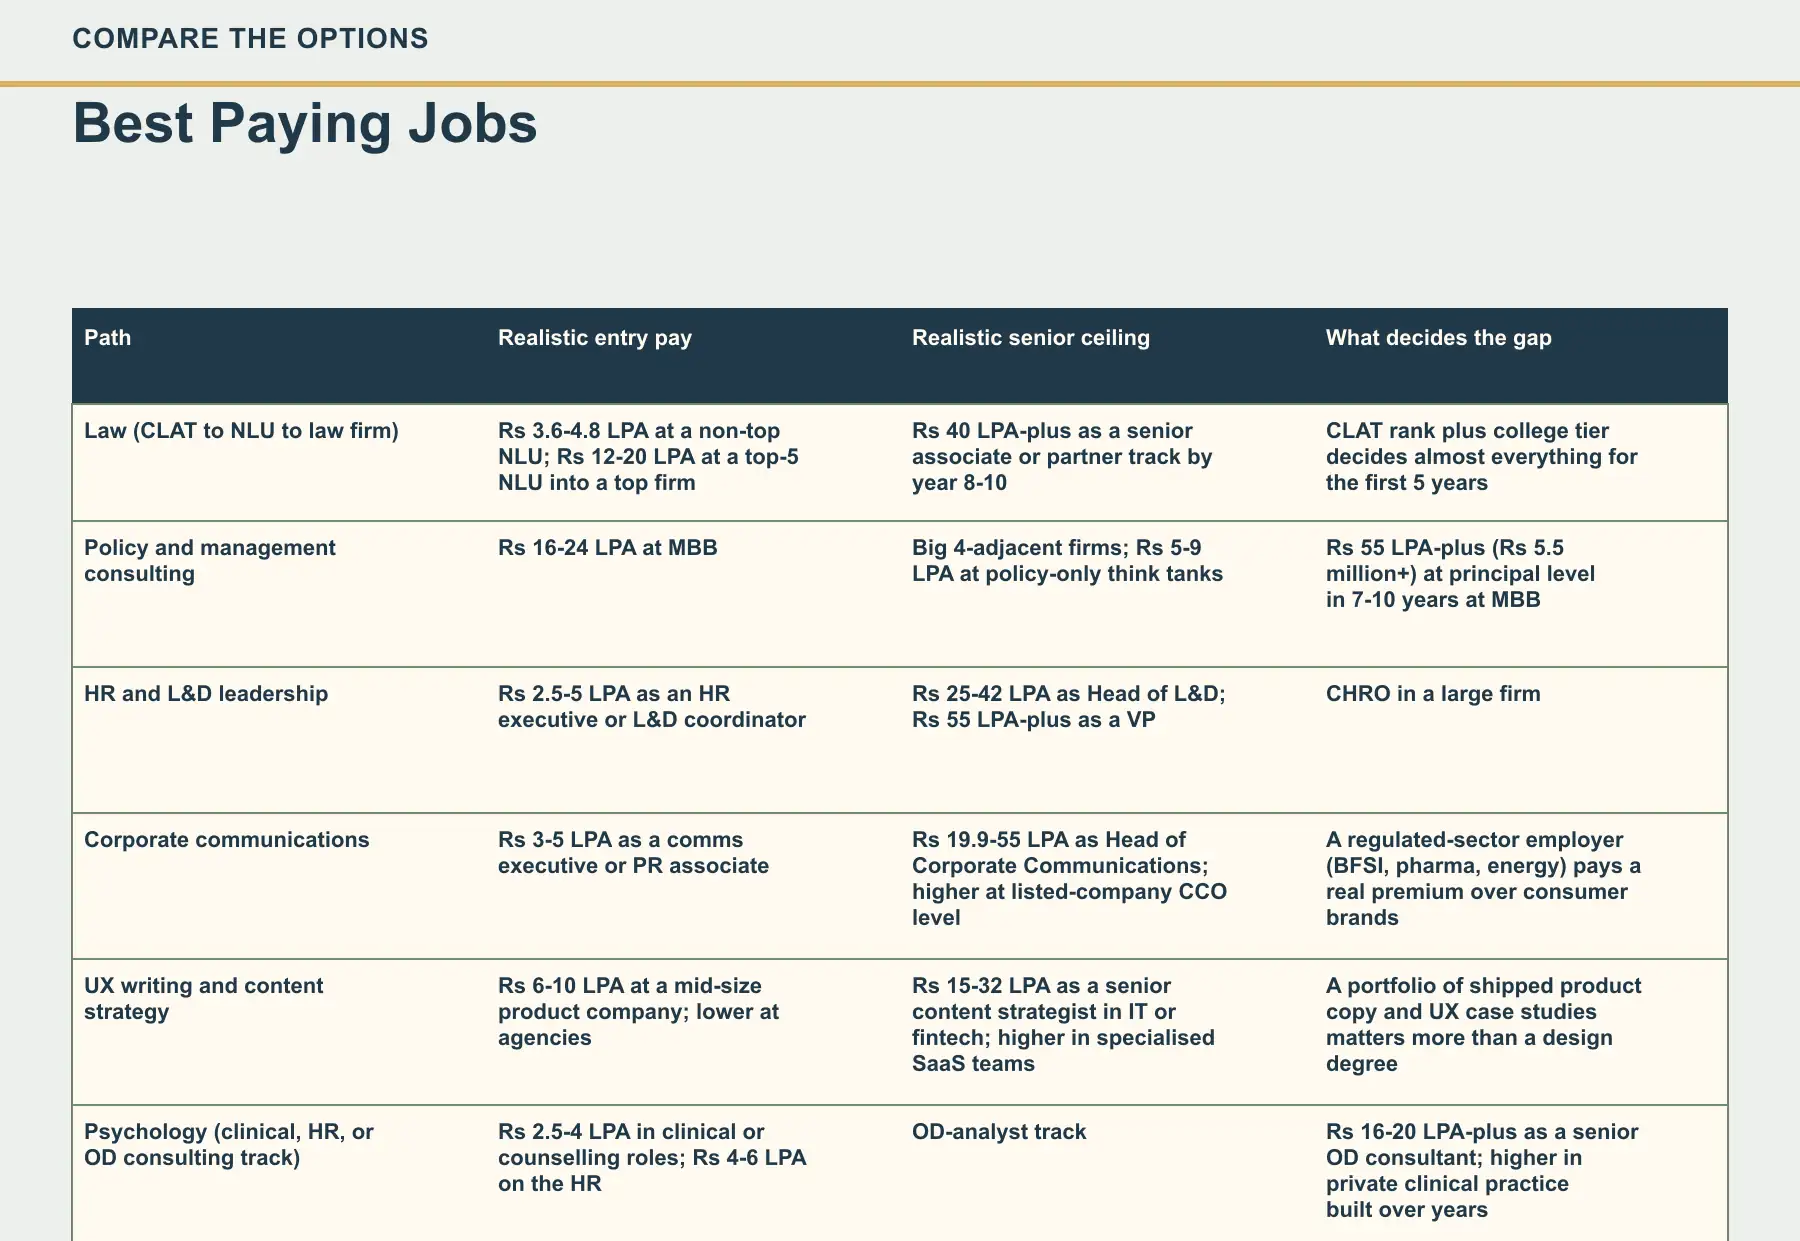 COMPARE THE OPTIONS
Best Paying Jobs
Path
Realistic entry pay
Realistic senior ceiling
What decides the gap
Law (CLAT to NLU to law firm)
Rs 3.6-4.8 LPA at a non-top
NLU; Rs 12-20 LPA at a top-5
NLU into a top firm
Rs 40 LPA-plus as a senior
associate or partner track by
year 8-10
CLAT rank plus college tier
decides almost everything for
the first 5 years
Policy and management
consulting
Rs 16-24 LPA at MBB
Big 4-adjacent firms; Rs 5-9
LPA at policy-only think tanks
Rs 55 LPA-plus (Rs 5.5
million+) at principal level
in 7-10 years at MBB
HR and L&D leadership
Rs 2.5-5 LPA as an HR
executive or L&D coordinator
Rs 25-42 LPA as Head of L&D;
Rs 55 LPA-plus as a VP
CHRO in a large firm
Corporate communications
Rs 3-5 LPA as a comms
executive or PR associate
Rs 19.9-55 LPA as Head of
Corporate Communications;
higher at listed-company CCO
level
A regulated-sector employer
(BFSI, pharma, energy) pays a
real premium over consumer
brands
UX writing and content
strategy
Rs 6-10 LPA at a mid-size
product company; lower at
agencies
Rs 15-32 LPA as a senior
content strategist in IT or
fintech; higher in specialised
SaaS teams
A portfolio of shipped product
copy and UX case studies
matters more than a design
degree
Psychology (clinical, HR, or
OD consulting track)
Rs 2.5-4 LPA in clinical or
counselling roles; Rs 4-6 LPA
on the HR
OD-analyst track
Rs 16-20 LPA-plus as a senior
OD consultant; higher in
private clinical practice
built over years